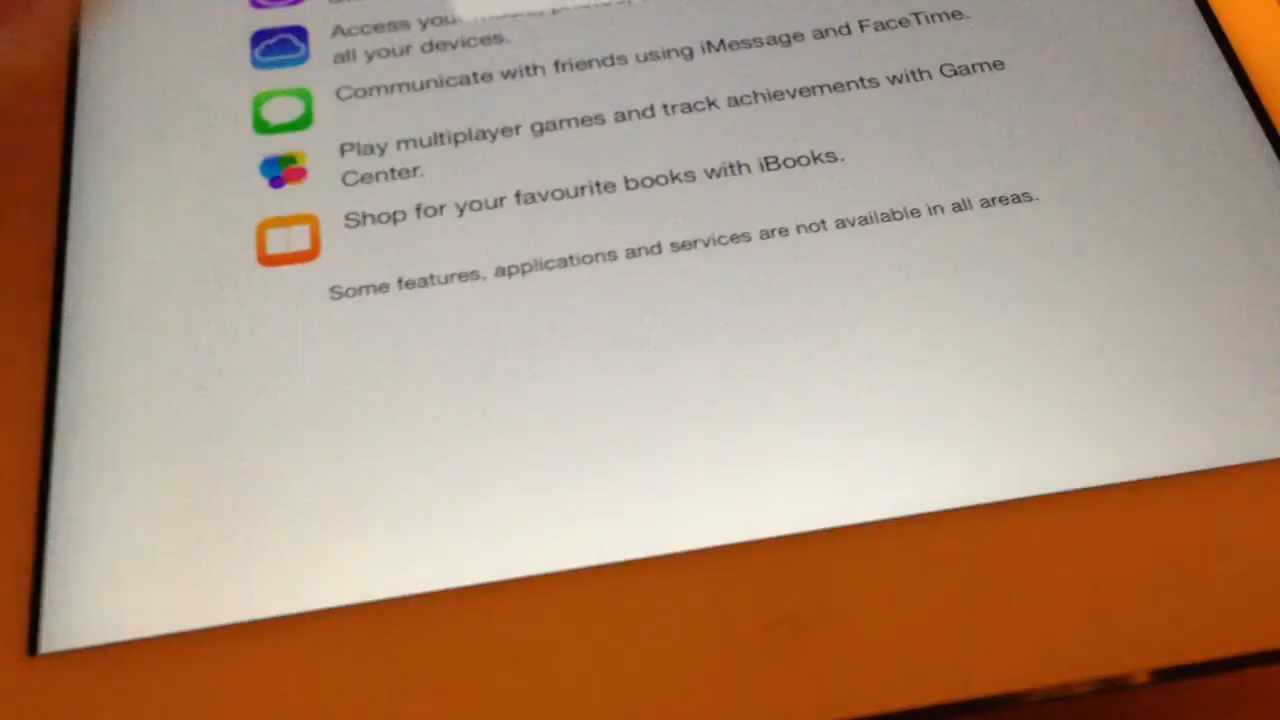 Access your
all your devices.
Communicate with friends using iMessage and FaceTime.
Play multiplayer games and track achievements with Game
Center.
Shop for your favourite books with iBooks.
Some features, applications and services are not available in all areas.